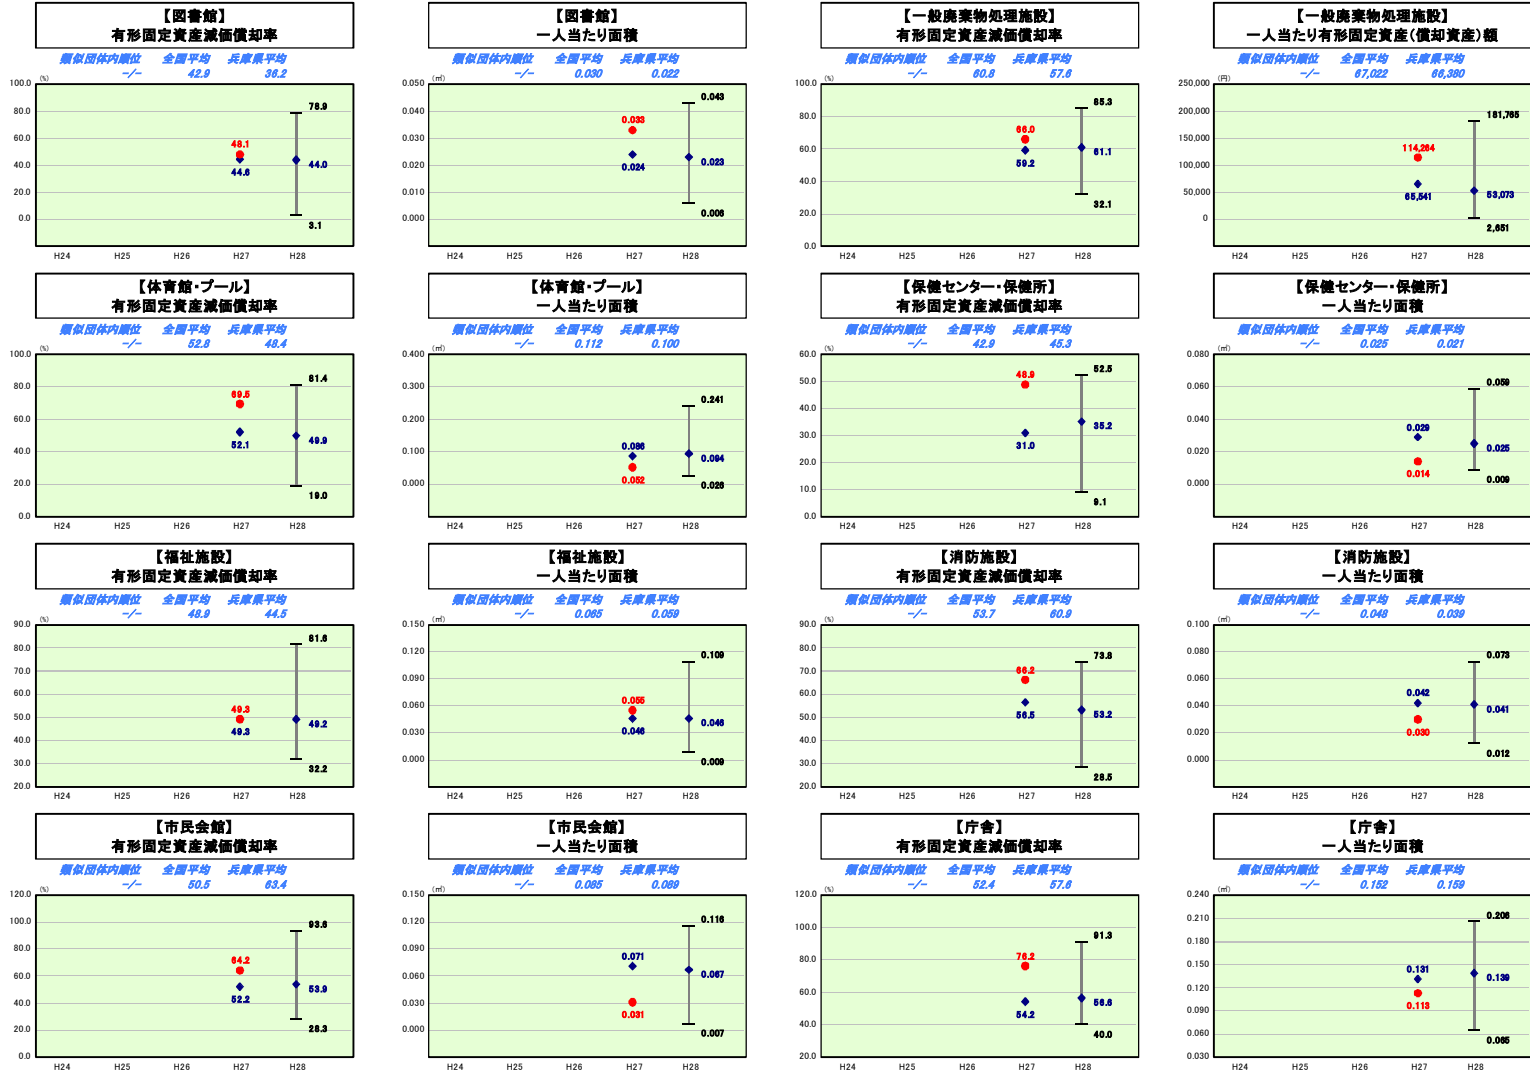 【図書館】
有形固定資産減価償却率
類似団体内順位 全国平均 兵庫県平均
-/- 42.9 36.2
(%)
100.0
80.0
60.0
40.0
20.0
0.0
48.1
44.6
78.9
44.0
3.1
H24 H25 H26 H27 H28
【図書館】
一人当たり面積
類似団体内順位 全国平均 兵庫県平均
-/- 0.030 0.022
(㎡)
0.050
0.040
0.030
0.020
0.010
0.000
0.033
0.024
0.043
0.023
0.006
H24 H25 H26 H27 H28
【一般廃棄物処理施設】
有形固定資産減価償却率
類似団体内順位 全国平均 兵庫県平均
-/- 60.8 57.6
(%)
100.0
80.0
60.0
40.0
20.0
0.0
66.0
59.2
85.3
61.1
32.1
H24 H25 H26 H27 H28
【一般廃棄物処理施設】
一人当たり有形固定資産(償却資産)額
類似団体内順位 全国平均 兵庫県平均
-/- 67,022 66,380
(円)
250,000
200,000
150,000
100,000
50,000
0
114,264
65,541
181,765
53,073
2,651
H24 H25 H26 H27 H28
【体育館・プール】
有形固定資産減価償却率
類似団体内順位 全国平均 兵庫県平均
-/- 52.8 48.4
(%)
100.0
80.0
60.0
40.0
20.0
0.0
69.5
52.1
81.4
49.9
19.0
H24 H25 H26 H27 H28
【体育館・プール】
一人当たり面積
類似団体内順位 全国平均 兵庫県平均
-/- 0.112 0.100
(㎡)
0.400
0.300
0.200
0.100
0.000
0.086
0.052
0.241
0.094
0.026
H24 H25 H26 H27 H28
【保健センター・保健所】
有形固定資産減価償却率
類似団体内順位 全国平均 兵庫県平均
-/- 42.9 45.3
(%)
60.0
50.0
40.0
30.0
20.0
10.0
0.0
48.9
31.0
52.5
35.2
9.1
H24 H25 H26 H27 H28
【保健センター・保健所】
一人当たり面積
類似団体内順位 全国平均 兵庫県平均
-/- 0.025 0.021
(㎡)
0.080
0.060
0.040
0.020
0.000
0.029
0.014
0.059
0.025
0.009
H24 H25 H26 H27 H28
【福祉施設】
有形固定資産減価償却率
類似団体内順位 全国平均 兵庫県平均
-/- 48.9 44.5
(%)
90.0
80.0
70.0
60.0
50.0
40.0
30.0
20.0
49.3
49.3
81.6
49.2
32.2
H24 H25 H26 H27 H28
【福祉施設】
一人当たり面積
類似団体内順位 全国平均 兵庫県平均
-/- 0.065 0.059
(㎡)
0.150
0.120
0.090
0.060
0.030
0.000
0.055
0.046
0.109
0.046
0.009
H24 H25 H26 H27 H28
【消防施設】
有形固定資産減価償却率
類似団体内順位 全国平均 兵庫県平均
-/- 53.7 60.9
(%)
90.0
80.0
70.0
60.0
50.0
40.0
30.0
20.0
66.2
56.5
73.8
53.2
28.5
H24 H25 H26 H27 H28
【消防施設】
一人当たり面積
類似団体内順位 全国平均 兵庫県平均
-/- 0.048 0.039
(㎡)
0.100
0.080
0.060
0.040
0.020
0.000
0.042
0.030
0.073
0.041
0.012
H24 H25 H26 H27 H28
【市民会館】
有形固定資産減価償却率
類似団体内順位 全国平均 兵庫県平均
-/- 50.5 63.4
(%)
120.0
100.0
80.0
60.0
40.0
20.0
0.0
64.2
52.2
93.6
53.9
28.3
H24 H25 H26 H27 H28
【市民会館】
一人当たり面積
類似団体内順位 全国平均 兵庫県平均
-/- 0.085 0.089
(㎡)
0.150
0.120
0.090
0.060
0.030
0.000
0.071
0.031
0.116
0.067
0.007
H24 H25 H26 H27 H28
【庁舎】
有形固定資産減価償却率
類似団体内順位 全国平均 兵庫県平均
-/- 52.4 57.6
(%)
120.0
100.0
80.0
60.0
40.0
20.0
76.2
54.2
91.3
56.6
40.0
H24 H25 H26 H27 H28
【庁舎】
一人当たり面積
類似団体内順位 全国平均 兵庫県平均
-/- 0.152 0.159
(㎡)
0.240
0.210
0.180
0.150
0.120
0.090
0.060
0.030
0.131
0.113
0.206
0.139
0.065
H24 H25 H26 H27 H28